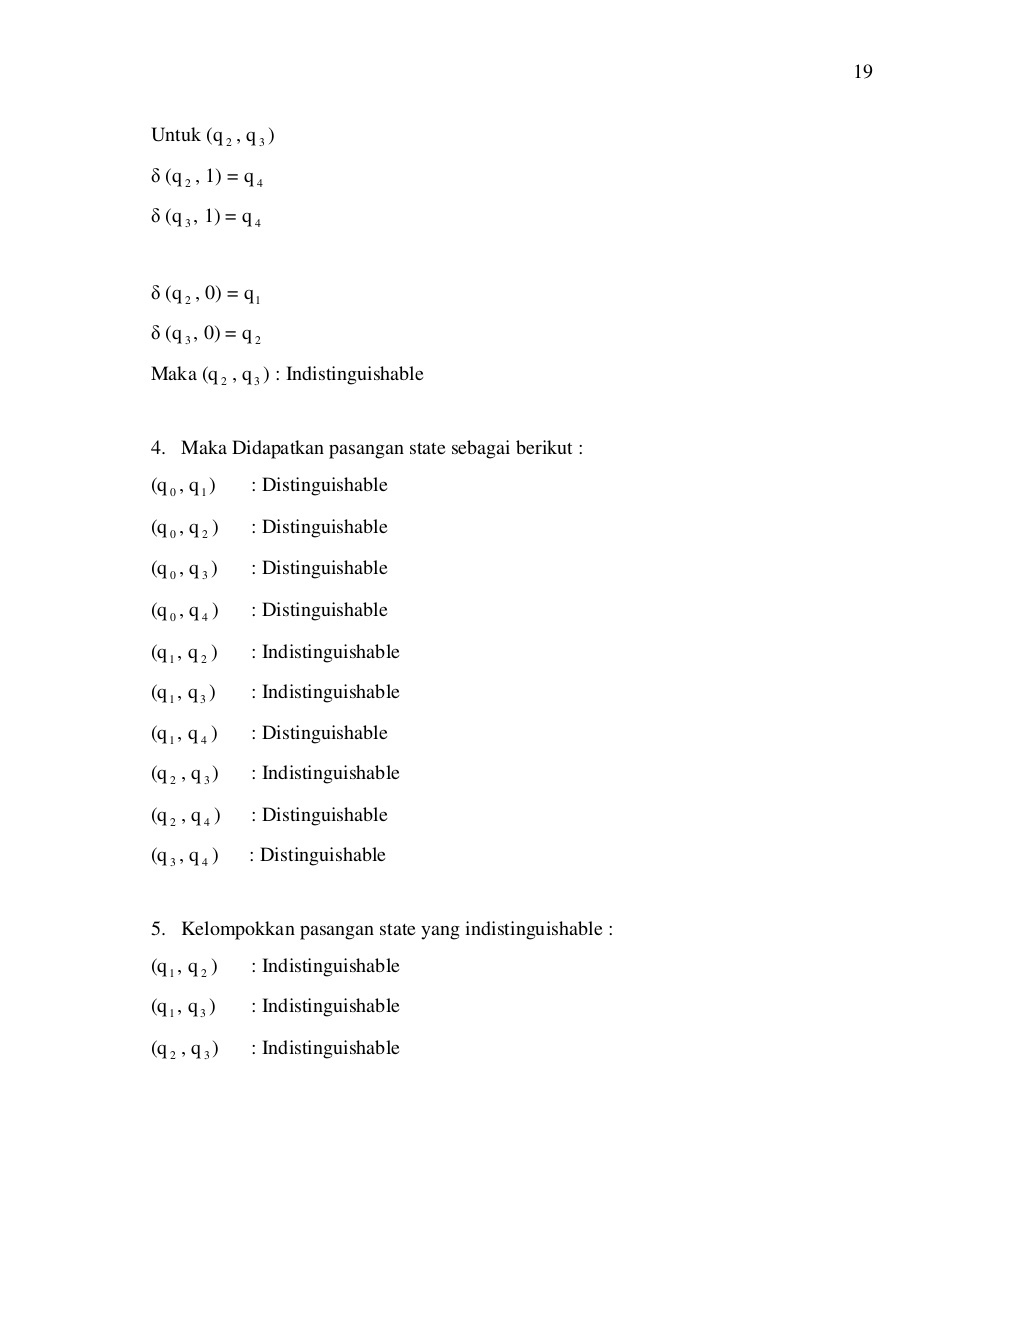 19
Untuk (q₂, q₃)
δ (q₂, 1) = q₄
δ (q₃, 1) = q₄
δ (q₂, 0) = q₁
δ (q₃, 0) = q₂
Maka (q₂, q₃) : Indistinguishable
4. Maka Didapatkan pasangan state sebagai berikut :
(q₀, q₁) : Distinguishable
(q₀, q₂) : Distinguishable
(q₀, q₃) : Distinguishable
(q₀, q₄) : Distinguishable
(q₁, q₂) : Indistinguishable
(q₁, q₃) : Indistinguishable
(q₁, q₄) : Distinguishable
(q₂, q₃) : Indistinguishable
(q₂, q₄) : Distinguishable
(q₃, q₄) : Distinguishable
5. Kelompokkan pasangan state yang indistinguishable :
(q₁, q₂) : Indistinguishable
(q₁, q₃) : Indistinguishable
(q₂, q₃) : Indistinguishable